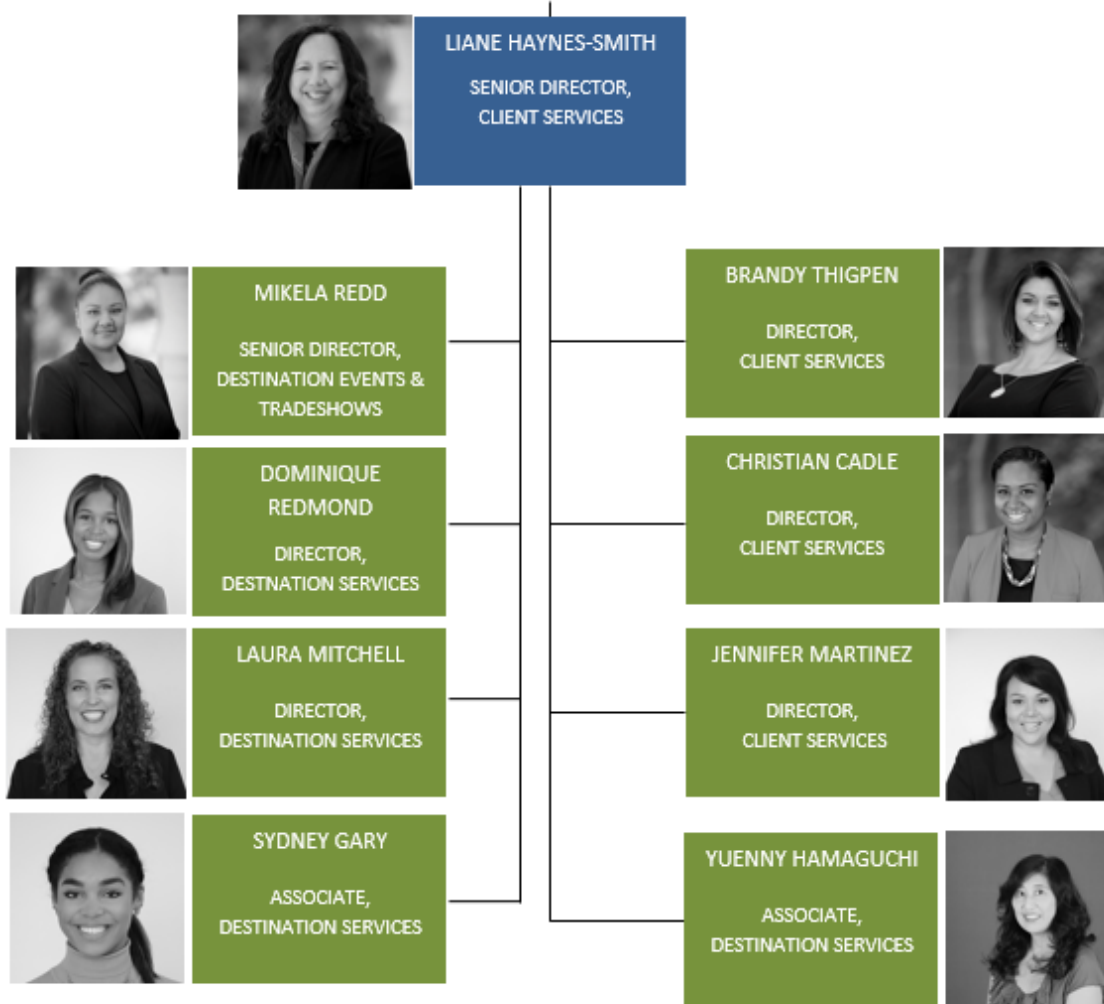 LIANE HAYNES-SMITH
SENIOR DIRECTOR,
CLIENT SERVICES
MIKELA REDD
SENIOR DIRECTOR,
DESTINATION EVENTS &
TRADESHOWS
DOMINIQUE
REDMOND
DIRECTOR,
DESTNATION SERVICES
LAURA MITCHELL
DIRECTOR,
DESTINATION SERVICES
SYDNEY GARY
ASSOCIATE,
DESTINATION SERVICES
BRANDY THIGPEN
DIRECTOR,
CLIENT SERVICES
CHRISTIAN CADLE
DIRECTOR,
CLIENT SERVICES
JENNIFER MARTINEZ
DIRECTOR,
CLIENT SERVICES
YUENNY HAMAGUCHI
ASSOCIATE,
DESTINATION SERVICES